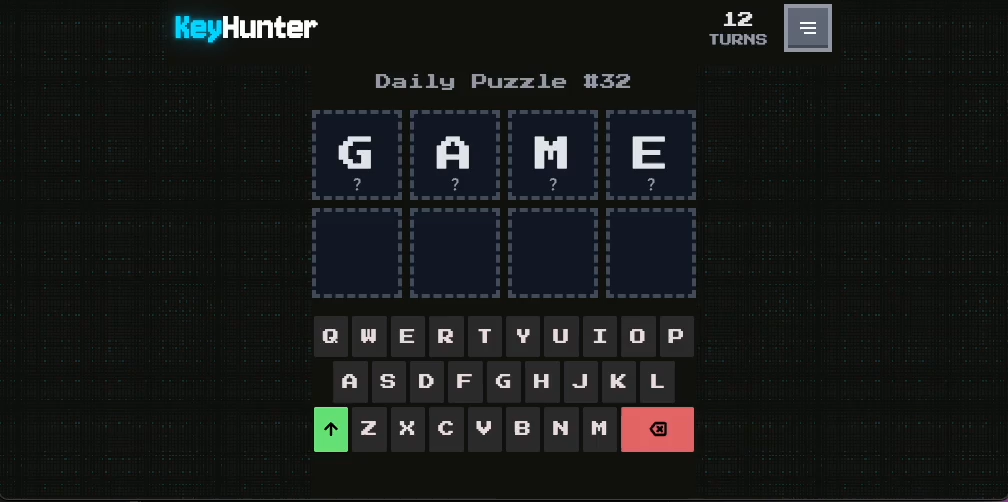 KeyHunter
12
TURNS
Daily Puzzle #32
G A M E
? ? ? ?
Q W E R T Y U I O P
A S D F G H J K L
Z X C V B N M